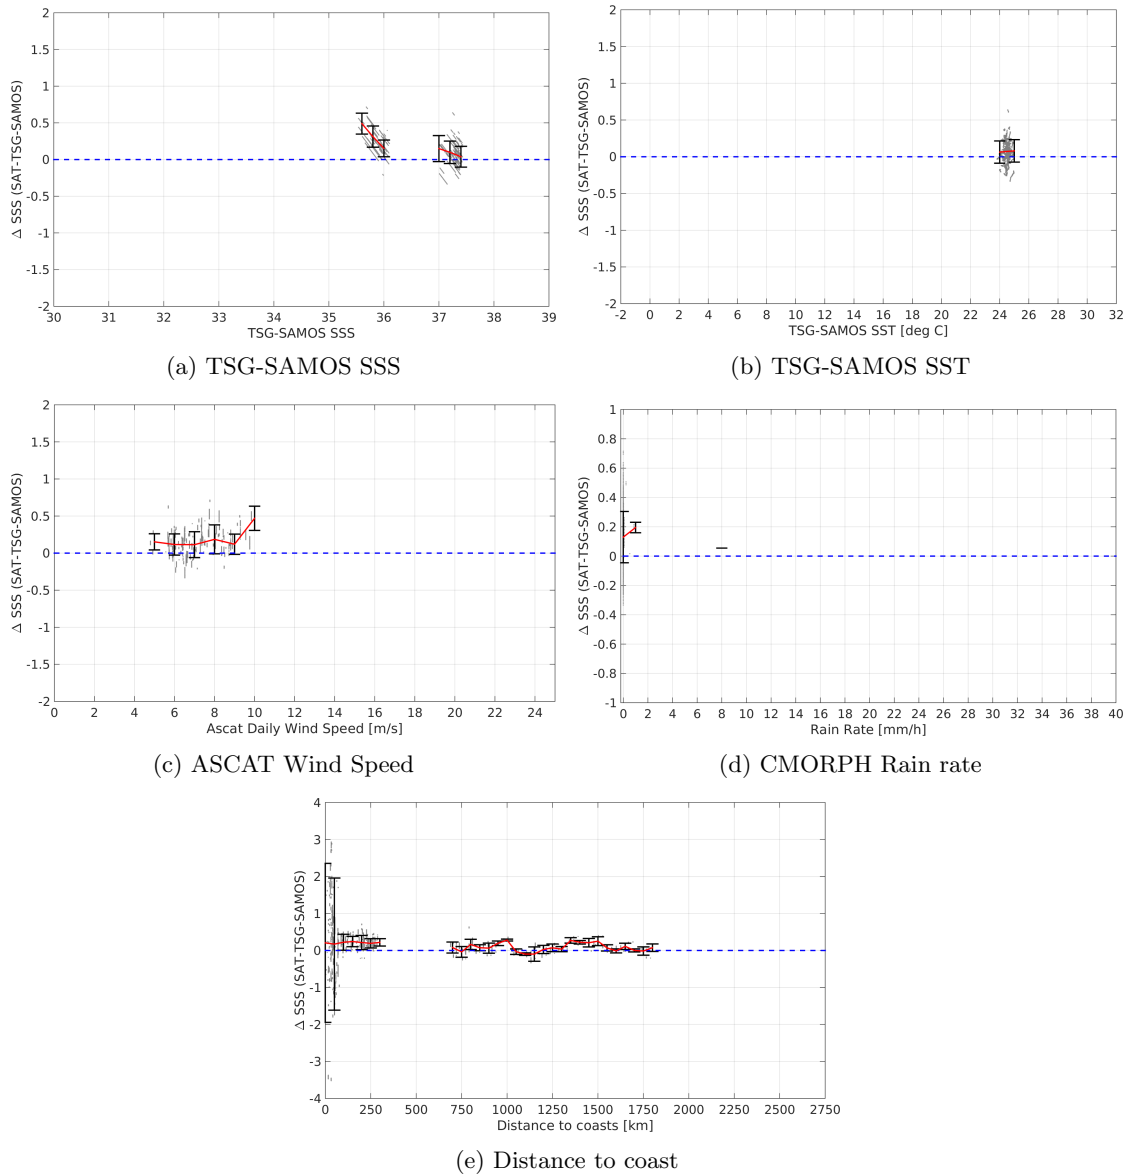 2
1.5
1
0.5
0
-0.5
-1
-1.5
-2
Δ SSS (SAT-TSG-SAMOS)
30 31 32 33 34 35 36 37 38 39
TSG-SAMOS SSS
(a) TSG-SAMOS SSS
2
1.5
1
0.5
0
-0.5
-1
-1.5
-2
Δ SSS (SAT-TSG-SAMOS)
-2 0 2 4 6 8 10 12 14 16 18 20 22 24 26 28 30 32
TSG-SAMOS SST [deg C]
(b) TSG-SAMOS SST
2
1.5
1
0.5
0
-0.5
-1
-1.5
-2
Δ SSS (SAT-TSG-SAMOS)
0 2 4 6 8 10 12 14 16 18 20 22 24
Ascat Daily Wind Speed [m/s]
(c) ASCAT Wind Speed
1
0.8
0.6
0.4
0.2
0
-0.2
-0.4
-0.6
-0.8
-1
Δ SSS (SAT-TSG-SAMOS)
0 2 4 6 8 10 12 14 16 18 20 22 24 26 28 30 32 34 36 38 40
Rain Rate [mm/h]
(d) CMORPH Rain rate
4
3
2
1
0
-1
-2
-3
-4
Δ SSS (SAT-TSG-SAMOS)
0 250 500 750 1000 1250 1500 1750 2000 2250 2500 2750
Distance to coasts [km]
(e) Distance to coast